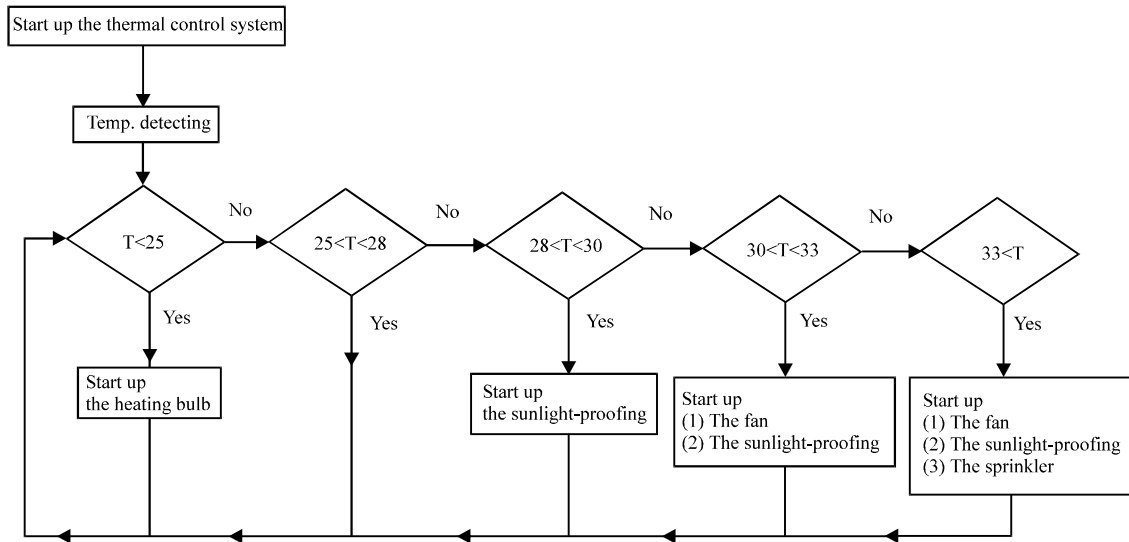 Start up the thermal control system
Temp. detecting
T<25
No
25<T<28
No
28<T<30
No
30<T<33
No
33<T
Yes
Yes
Yes
Yes
Yes
Start up
the heating bulb
Start up
the sunlight-proofing
Start up
(1) The fan
(2) The sunlight-proofing
Start up
(1) The fan
(2) The sunlight-proofing
(3) The sprinkler